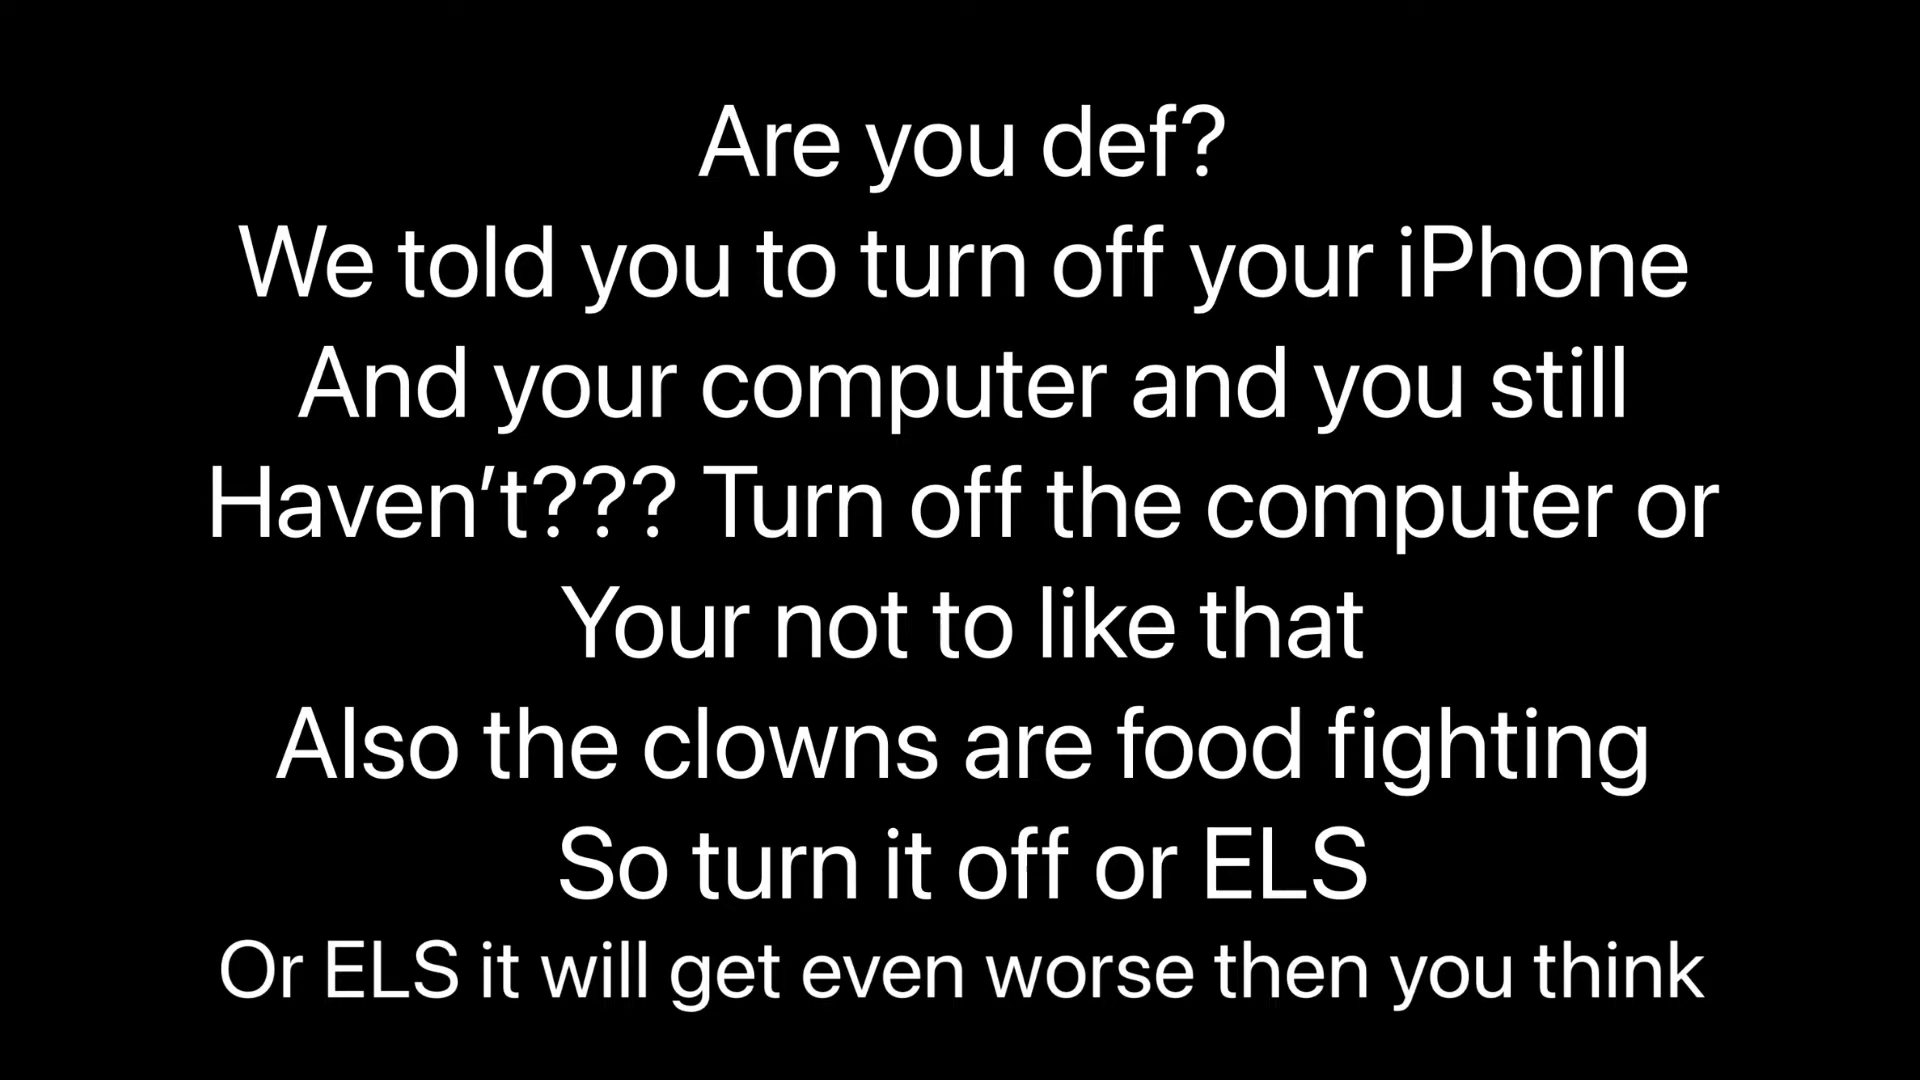 Are you def?
We told you to turn off your iPhone
And your computer and you still
Haven’t??? Turn off the computer or
Your not to like that
Also the clowns are food fighting
So turn it off or ELS
Or ELS it will get even worse then you think